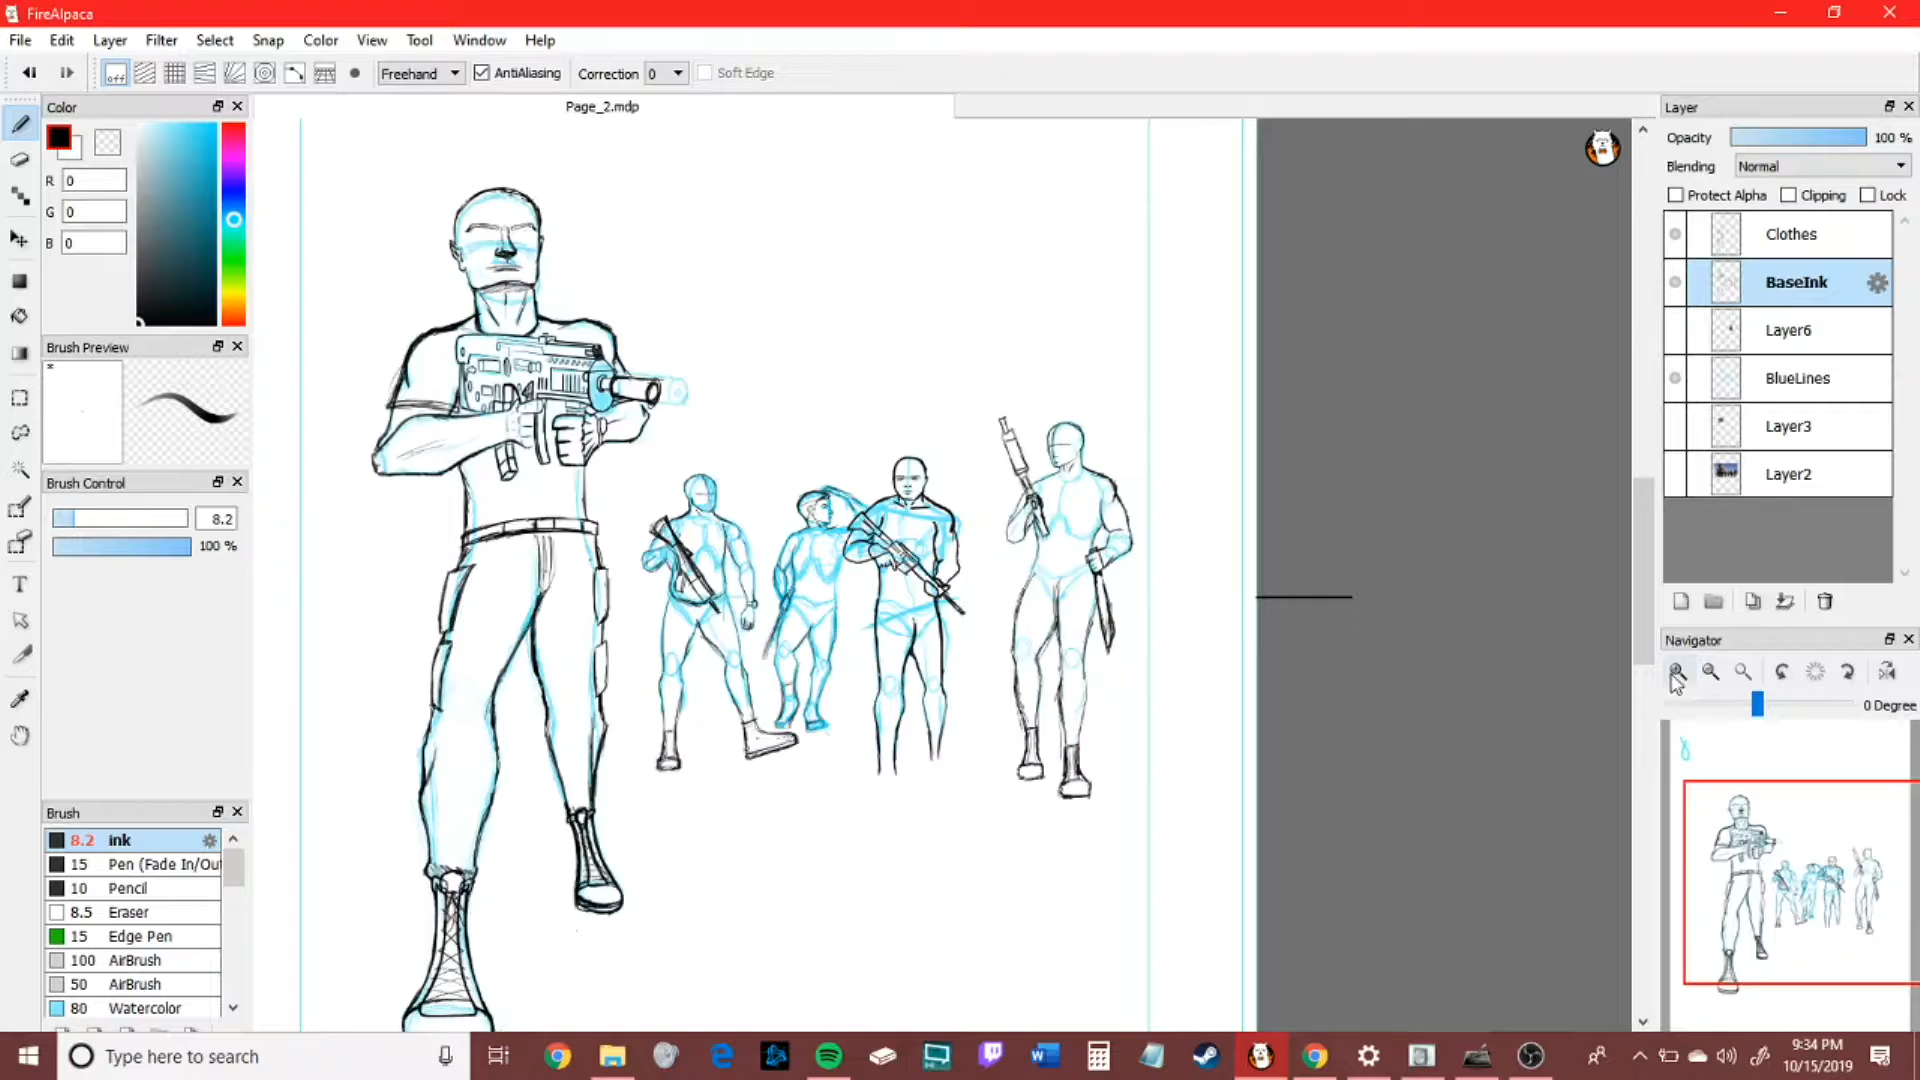 FireAlpaca
File Edit Layer Filter Select Snap Color View Tool Window Help
off Freehand AntiAliasing Correction 0 Soft Edge
Color
Page_2.mdp
Layer
R 0
G 0
B 0
Opacity 100 %
Blending Normal
Protect Alpha Clipping Lock
Clothes
BaseInk
Layer6
BlueLines
Layer3
Layer2
Brush Preview
*
Brush Control
8.2
100 %
Navigator
0 Degree
Brush
8.2 ink
15 Pen (Fade In/Ou
10 Pencil
8.5 Eraser
15 Edge Pen
100 AirBrush
50 AirBrush
80 Watercolor
Type here to search
9:34 PM
10/15/2019